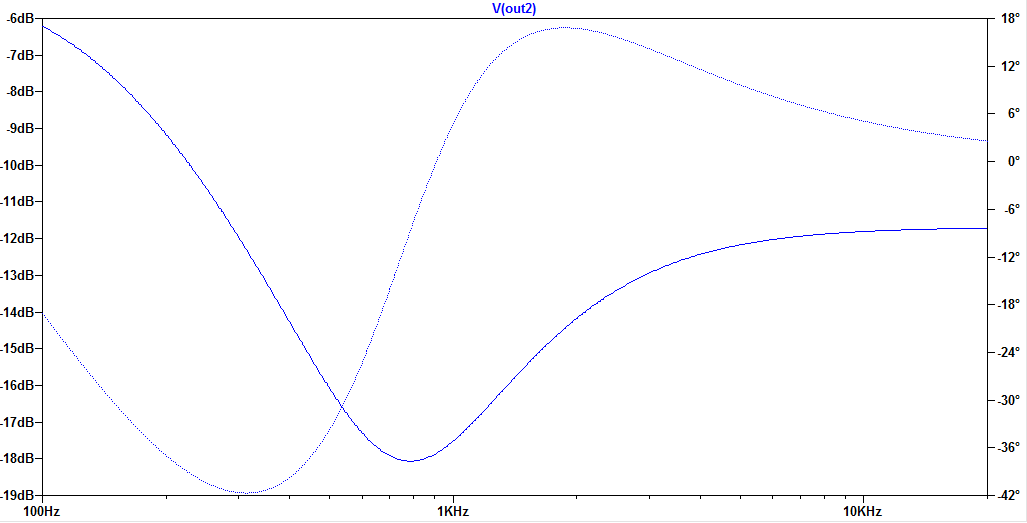 V(out2)
-6dB
-7dB
-8dB
-9dB
-10dB
-11dB
-12dB
-13dB
-14dB
-15dB
-16dB
-17dB
-18dB
-19dB
18°
12°
6°
0°
-6°
-12°
-18°
-24°
-30°
-36°
-42°
100Hz 1KHz 10KHz